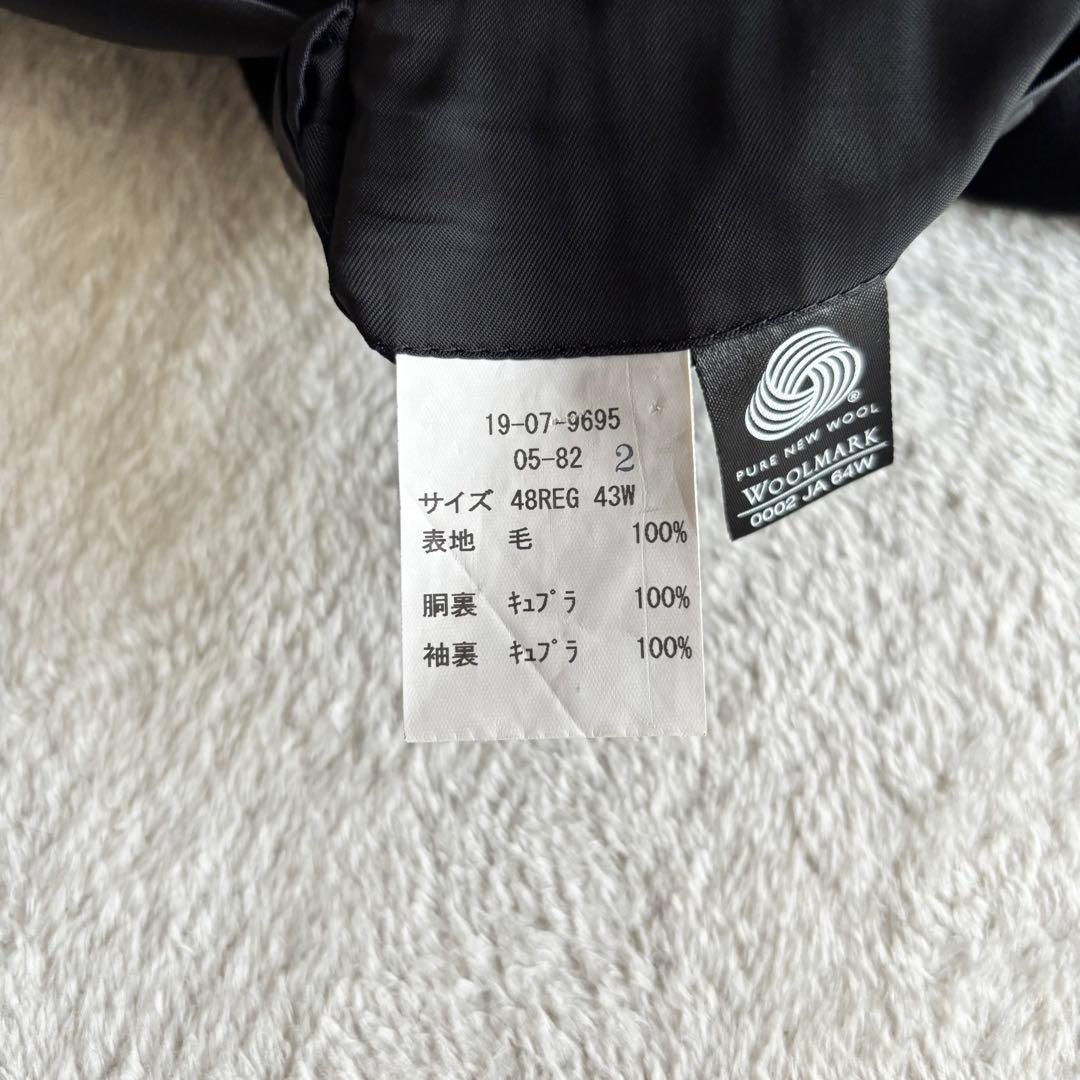 19-07-9695
05-82 2
サイズ 48REG 43W
表地 毛 100%
胴裏 ｷｭﾌﾟﾗ 100%
袖裏 ｷｭﾌﾟﾗ 100%
®
PURE NEW WOOL
WOOLMARK
0002 JA 64W